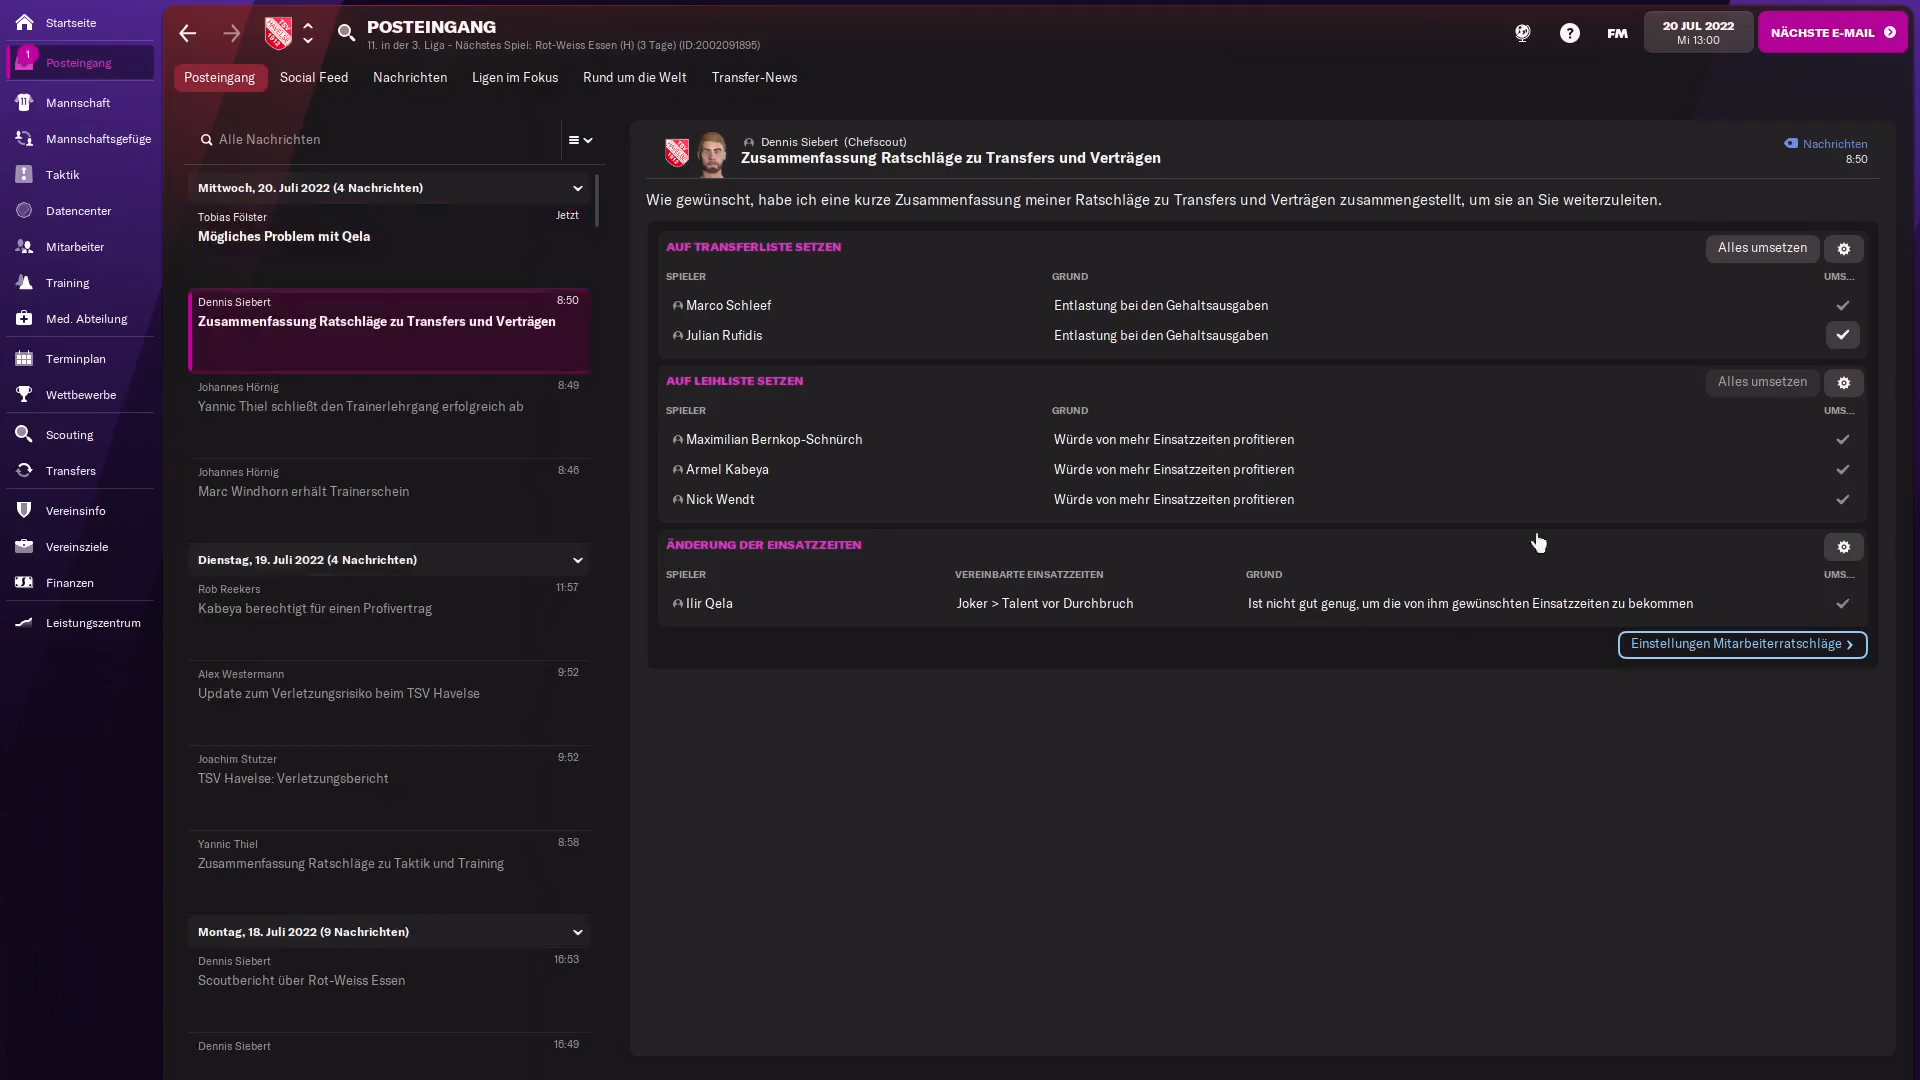 Startseite
1
Posteingang
Mannschaft
Mannschaftsgefüge
Taktik
Datencenter
Mitarbeiter
Training
Med. Abteilung
Terminplan
Wettbewerbe
Scouting
Transfers
Vereinsinfo
Vereinsziele
Finanzen
Leistungszentrum
POSTEINGANG
11. in der 3. Liga - Nächstes Spiel: Rot-Weiss Essen (H) (3 Tage) (ID:2002091895)
FM
20 JUL 2022
Mi 13:00
NÄCHSTE E-MAIL
Posteingang Social Feed Nachrichten Ligen im Fokus Rund um die Welt Transfer-News
Alle Nachrichten
Mittwoch, 20. Juli 2022 (4 Nachrichten)
Tobias Fölster Jetzt
Mögliches Problem mit Qela
Dennis Siebert 8:50
Zusammenfassung Ratschläge zu Transfers und Verträgen
Johannes Hörnig 8:49
Yannic Thiel schließt den Trainerlehrgang erfolgreich ab
Johannes Hörnig 8:46
Marc Windhorn erhält Trainerschein
Dienstag, 19. Juli 2022 (4 Nachrichten)
Rob Reekers 11:57
Kabeya berechtigt für einen Profivertrag
Alex Westermann 9:52
Update zum Verletzungsrisiko beim TSV Havelse
Joachim Stutzer 9:52
TSV Havelse: Verletzungsbericht
Yannic Thiel 8:58
Zusammenfassung Ratschläge zu Taktik und Training
Montag, 18. Juli 2022 (9 Nachrichten)
Dennis Siebert 16:53
Scoutbericht über Rot-Weiss Essen
Dennis Siebert 16:49
Dennis Siebert (Chefscout)
Zusammenfassung Ratschläge zu Transfers und Verträgen
Nachrichten
8:50
Wie gewünscht, habe ich eine kurze Zusammenfassung meiner Ratschläge zu Transfers und Verträgen zusammengestellt, um sie an Sie weiterzuleiten.
AUF TRANSFERLISTE SETZEN Alles umsetzen
SPIELER GRUND UMS...
Marco Schleef Entlastung bei den Gehaltsausgaben
Julian Rufidis Entlastung bei den Gehaltsausgaben
AUF LEIHLISTE SETZEN Alles umsetzen
SPIELER GRUND UMS...
Maximilian Bernkop-Schnürch Würde von mehr Einsatzzeiten profitieren
Armel Kabeya Würde von mehr Einsatzzeiten profitieren
Nick Wendt Würde von mehr Einsatzzeiten profitieren
ÄNDERUNG DER EINSATZZEITEN
SPIELER VEREINBARTE EINSATZZEITEN GRUND UMS...
Ilir Qela Joker > Talent vor Durchbruch Ist nicht gut genug, um die von ihm gewünschten Einsatzzeiten zu bekommen
Einstellungen Mitarbeiterratschläge